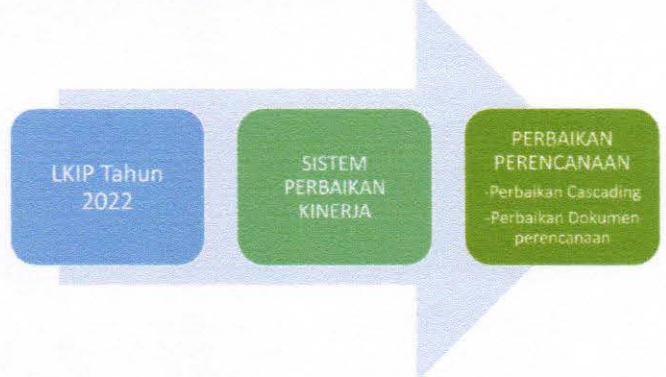 LKIP Tahun
2022
SISTEM
PERBAIKAN
KINERJA
PERBAIKAN
PERENCANAAN
-Perbaikan Cascading
-Perbaikan Dokumen
perencanaan